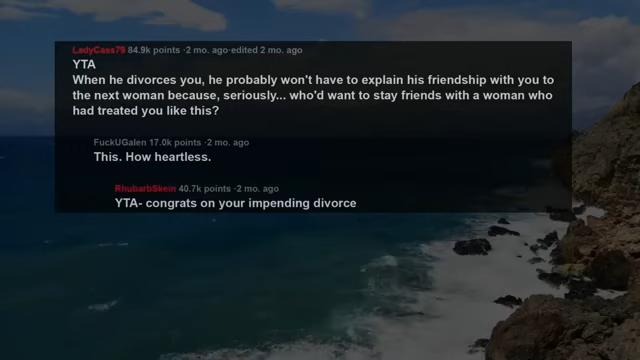 LadyCass79 84.9k points ·2 mo. ago·edited 2 mo. ago
YTA
When he divorces you, he probably won't have to explain his friendship with you to
the next woman because, seriously... who'd want to stay friends with a woman who
had treated you like this?
FuckUGalen 17.0k points ·2 mo. ago
This. How heartless.
RhubarbSkein 40.7k points ·2 mo. ago
YTA- congrats on your impending divorce